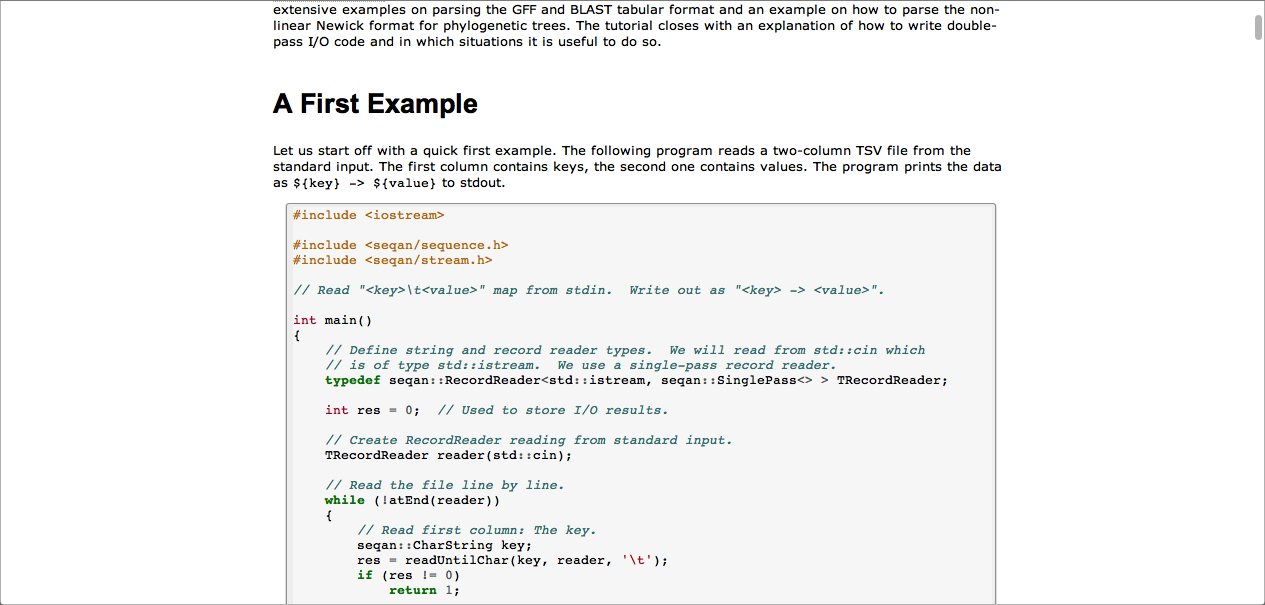 extensive examples on parsing the GFF and BLAST tabular format and an example on how to parse the non-
linear Newick format for phylogenetic trees. The tutorial closes with an explanation of how to write double-
pass I/O code and in which situations it is useful to do so.
A First Example
Let us start off with a quick first example. The following program reads a two-column TSV file from the
standard input. The first column contains keys, the second one contains values. The program prints the data
as ${key} -> ${value} to stdout.
#include <iostream>
#include <seqan/sequence.h>
#include <seqan/stream.h>
// Read "<key>\t<value>" map from stdin.  Write out as "<key> -> <value>".
int main()
{
    // Define string and record reader types.  We will read from std::cin which
    // is of type std::istream.  We use a single-pass record reader.
    typedef seqan::RecordReader<std::istream, seqan::SinglePass<> > TRecordReader;
    int res = 0;  // Used to store I/O results.
    // Create RecordReader reading from standard input.
    TRecordReader reader(std::cin);
    // Read the file line by line.
    while (!atEnd(reader))
    {
        // Read first column: The key.
        seqan::CharString key;
        res = readUntilChar(key, reader, '\t');
        if (res != 0)
            return 1;